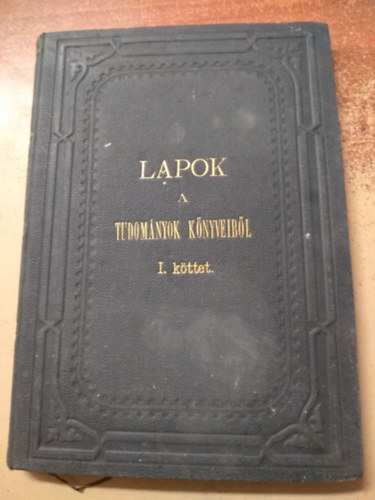 LAPOK
A
TUDOMÁNYOK KÖNYVEIBŐL
I. köttet.